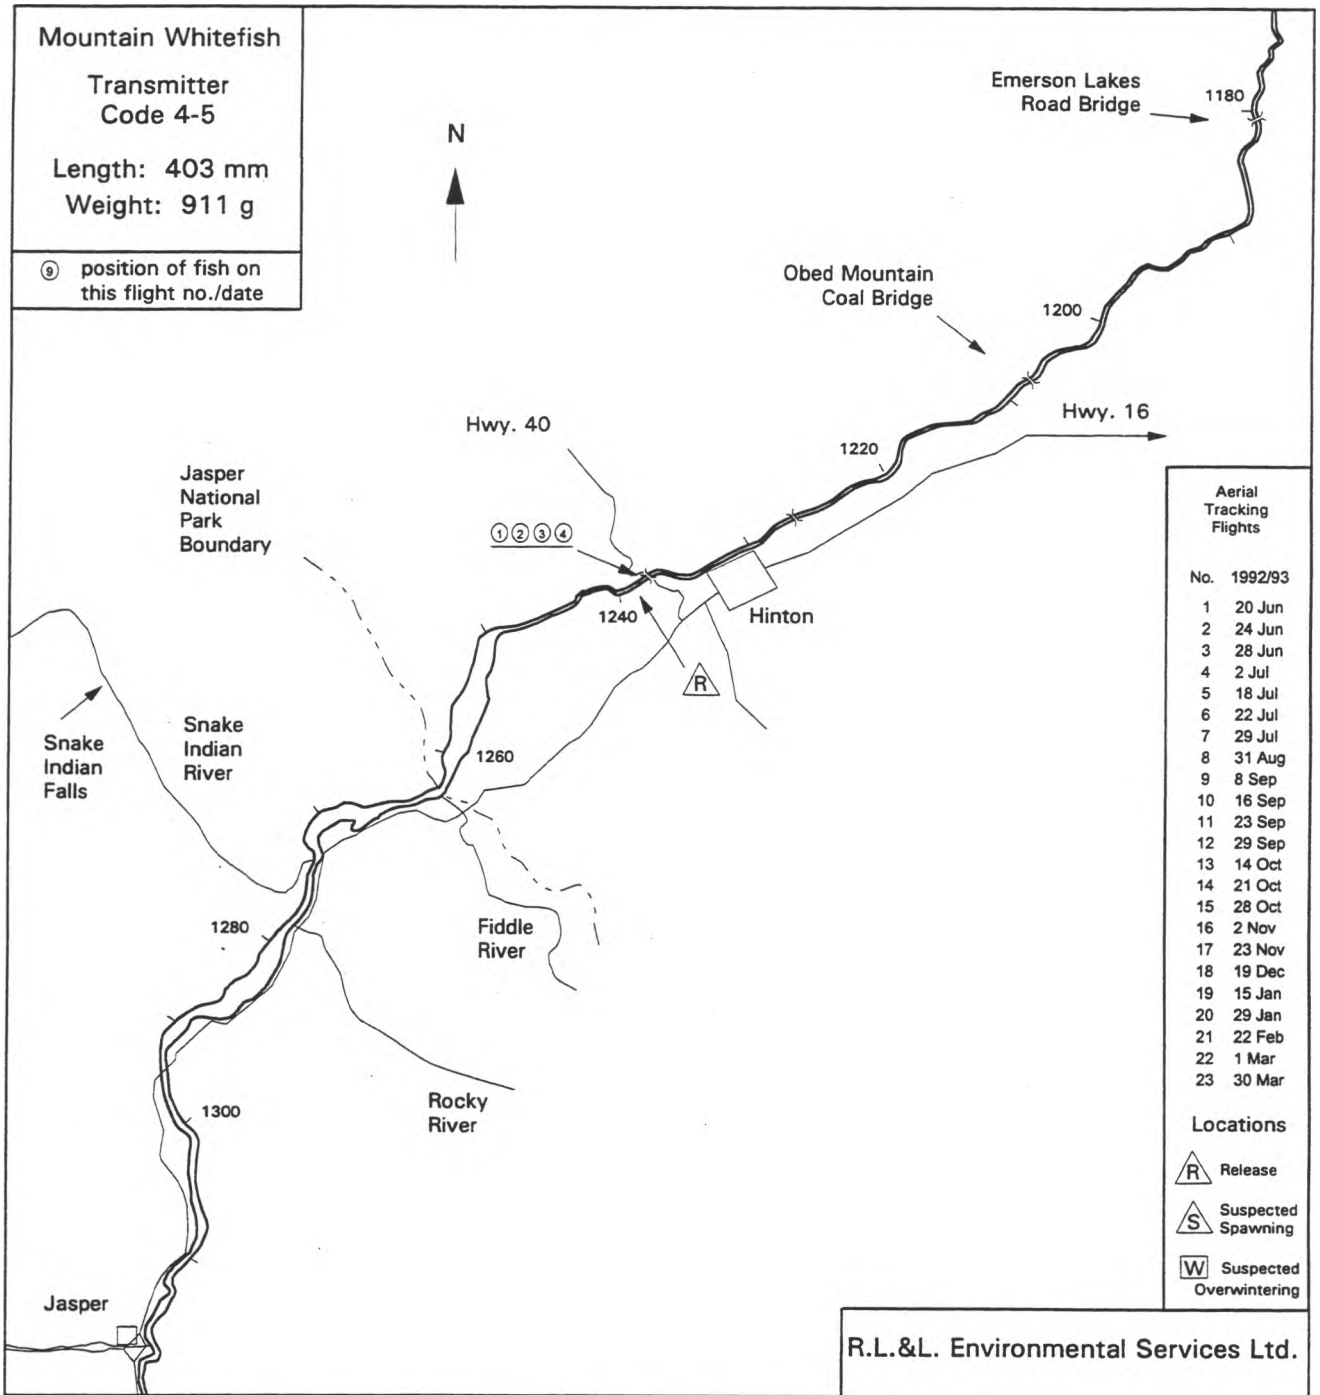 Mountain Whitefish
Transmitter
Code 4-5
Length: 403 mm
Weight: 911 g
⑨ position of fish on
this flight no./date
N
Emerson Lakes
Road Bridge
1180
Obed Mountain
Coal Bridge
1200
Hwy. 16
Hwy. 40
1220
Jasper
National
Park
Boundary
① ② ③ ④
1240
Hinton
R
Snake
Indian
Falls
Snake
Indian
River
1260
1280
Fiddle
River
Rocky
River
1300
Jasper
Aerial
Tracking
Flights
No. 1992/93
1 20 Jun
2 24 Jun
3 28 Jun
4 2 Jul
5 18 Jul
6 22 Jul
7 29 Jul
8 31 Aug
9 8 Sep
10 16 Sep
11 23 Sep
12 29 Sep
13 14 Oct
14 21 Oct
15 28 Oct
16 2 Nov
17 23 Nov
18 19 Dec
19 15 Jan
20 29 Jan
21 22 Feb
22 1 Mar
23 30 Mar
Locations
R Release
S Suspected
Spawning
W Suspected
Overwintering
R.L.&L. Environmental Services Ltd.